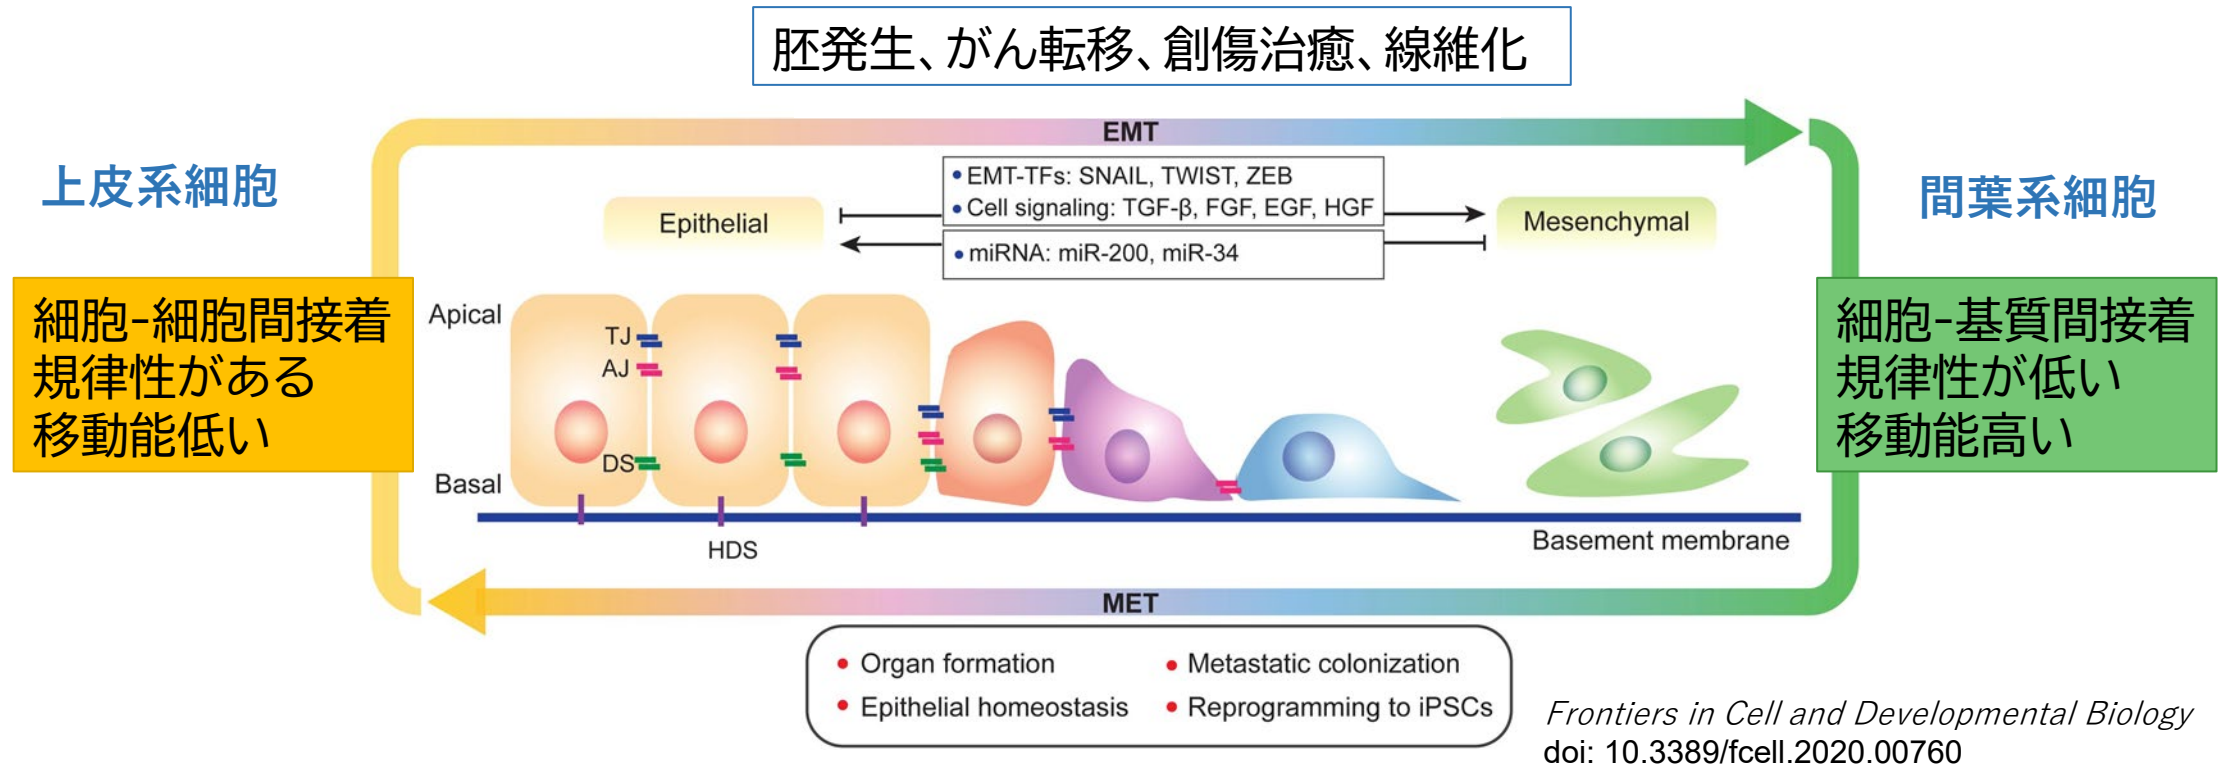 胚発生、がん転移、創傷治癒、線維化
EMT
上皮系細胞
間葉系細胞
• EMT-TFs: SNAIL, TWIST, ZEB
• Cell signaling: TGF-β, FGF, EGF, HGF
Epithelial
Mesenchymal
• miRNA: miR-200, miR-34
細胞-細胞間接着
規律性がある
移動能低い
細胞-基質間接着
規律性が低い
移動能高い
Apical
TJ
AJ
DS
Basal
HDS
Basement membrane
MET
• Organ formation
• Epithelial homeostasis
• Metastatic colonization
• Reprogramming to iPSCs
Frontiers in Cell and Developmental Biology
doi: 10.3389/fcell.2020.00760